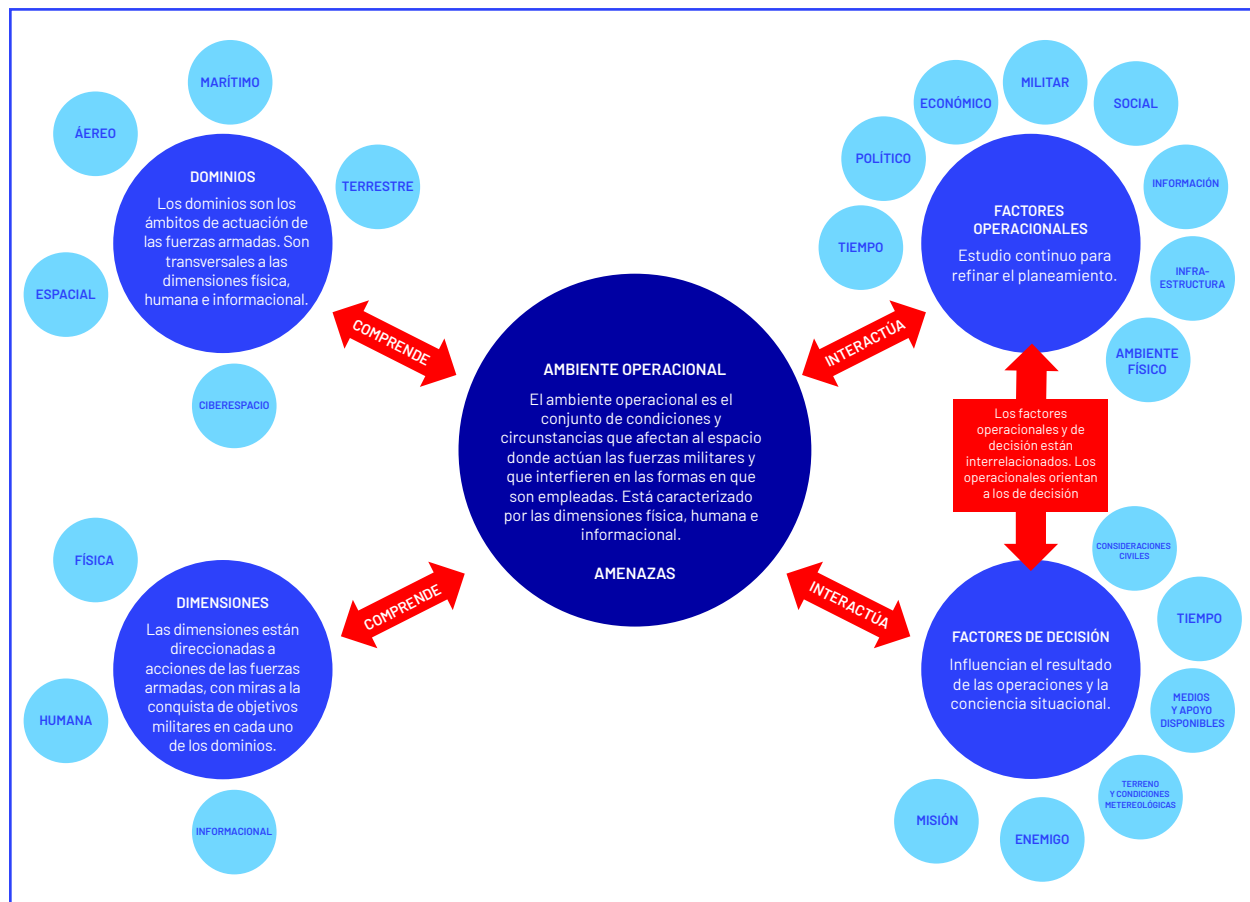 MARÍTIMO
ÁEREO
TERRESTRE
ESPACIAL
CIBERESPACIO
DOMINIOS
Los dominios son los
ámbitos de actuación de
las fuerzas armadas. Son
transversales a las
dimensiones física,
humana e informacional.
COMPRENDE
FÍSICA
HUMANA
INFORMACIONAL
DIMENSIONES
Las dimensiones están
direccionadas a
acciones de las fuerzas
armadas, con miras a la
conquista de objetivos
militares en cada uno
de los dominios.
COMPRENDE
AMBIENTE OPERACIONAL
El ambiente operacional es el
conjunto de condiciones y
circunstancias que afectan al espacio
donde actúan las fuerzas militares y
que interfieren en las formas en que
son empleadas. Está caracterizado
por las dimensiones física, humana e
informacional.
AMENAZAS
INTERACTÚA
TIEMPO
POLÍTICO
ECONÓMICO
MILITAR
SOCIAL
INFORMACIÓN
INFRA-
ESTRUCTURA
AMBIENTE
FÍSICO
FACTORES
OPERACIONALES
Estudio continuo para
refinar el planeamiento.
Los factores
operacionales y de
decisión están
interrelacionados. Los
operacionales orientan
a los de decisión
INTERACTÚA
FACTORES DE DECISIÓN
Influencian el resultado
de las operaciones y la
conciencia situacional.
CONSIDERACIONES
CIVILES
TIEMPO
MEDIOS
Y APOYO
DISPONIBLES
TERRENO
Y CONDICIONES
METEREOLÓGICAS
ENEMIGO
MISIÓN